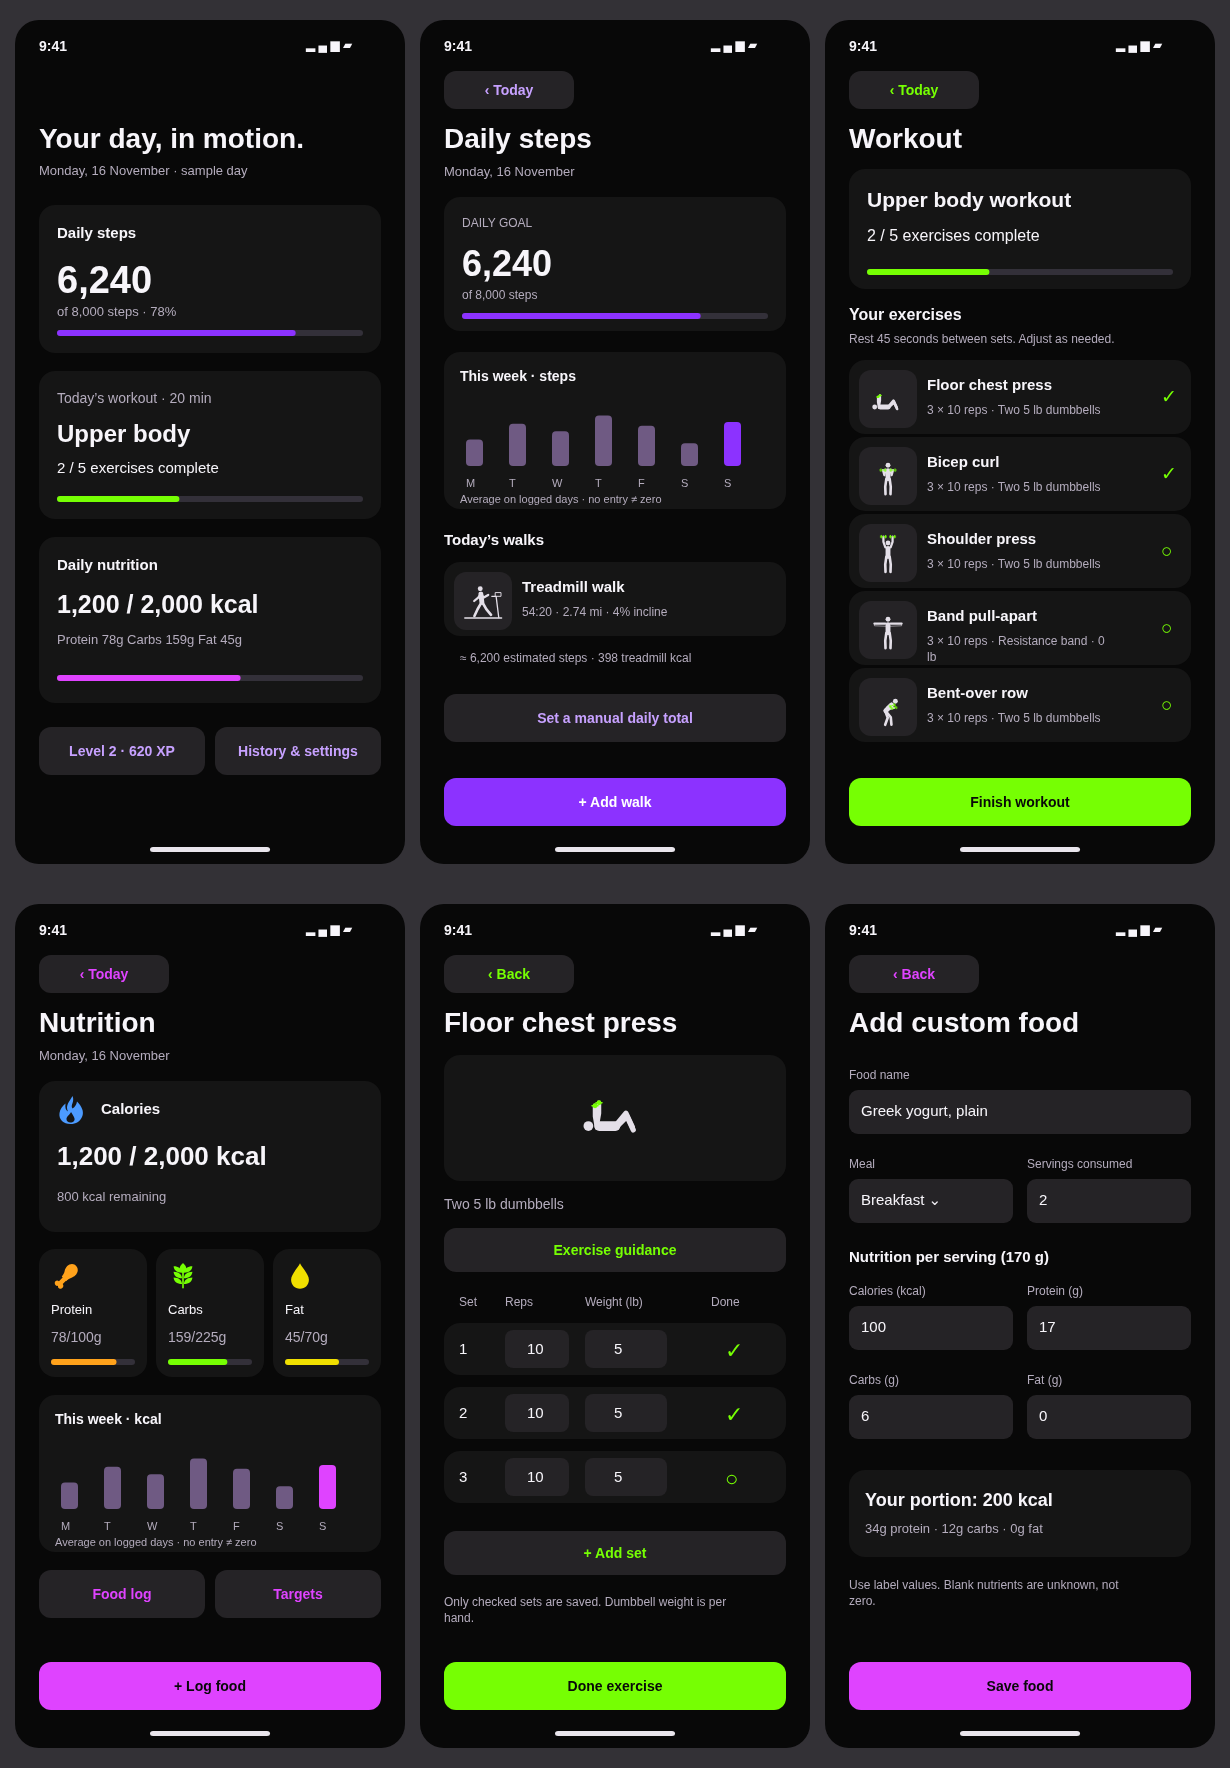 9:41
Your day, in motion.
Monday, 16 November · sample day
Daily steps
6,240
of 8,000 steps · 78%
Today’s workout · 20 min
Upper body
2 / 5 exercises complete
Daily nutrition
1,200 / 2,000 kcal
Protein 78g Carbs 159g Fat 45g
Level 2 · 620 XP
History & settings
9:41
‹ Today
Daily steps
Monday, 16 November
DAILY GOAL
6,240
of 8,000 steps
This week · steps
M T W T F S S
Average on logged days · no entry ≠ zero
Today’s walks
Treadmill walk
54:20 · 2.74 mi · 4% incline
≈ 6,200 estimated steps · 398 treadmill kcal
Set a manual daily total
+ Add walk
9:41
‹ Today
Workout
Upper body workout
2 / 5 exercises complete
Your exercises
Rest 45 seconds between sets. Adjust as needed.
Floor chest press
3 × 10 reps · Two 5 lb dumbbells
✓
Bicep curl
3 × 10 reps · Two 5 lb dumbbells
✓
Shoulder press
3 × 10 reps · Two 5 lb dumbbells
○
Band pull-apart
3 × 10 reps · Resistance band · 0
lb
○
Bent-over row
3 × 10 reps · Two 5 lb dumbbells
○
Finish workout
9:41
‹ Today
Nutrition
Monday, 16 November
Calories
1,200 / 2,000 kcal
800 kcal remaining
Protein
78/100g
Carbs
159/225g
Fat
45/70g
This week · kcal
M T W T F S S
Average on logged days · no entry ≠ zero
Food log
Targets
+ Log food
9:41
‹ Back
Floor chest press
Two 5 lb dumbbells
Exercise guidance
Set Reps Weight (lb) Done
1 10 5 ✓
2 10 5 ✓
3 10 5 ○
+ Add set
Only checked sets are saved. Dumbbell weight is per
hand.
Done exercise
9:41
‹ Back
Add custom food
Food name
Greek yogurt, plain
Meal
Servings consumed
Breakfast ⌄
2
Nutrition per serving (170 g)
Calories (kcal)
Protein (g)
100
17
Carbs (g)
Fat (g)
6
0
Your portion: 200 kcal
34g protein · 12g carbs · 0g fat
Use label values. Blank nutrients are unknown, not
zero.
Save food